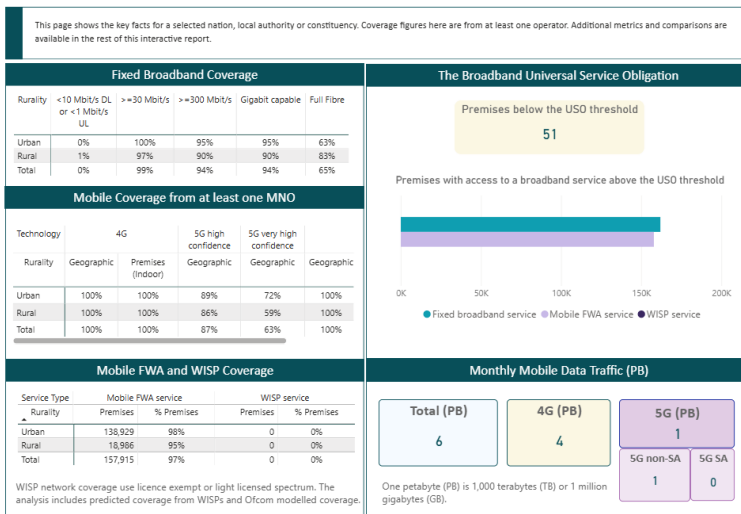 This page shows the key facts for a selected nation, local authority or constituency. Coverage figures here are from at least one operator. Additional metrics and comparisons are
available in the rest of this interactive report.
Fixed Broadband Coverage
Rurality <10 Mbit/s DL >=30 Mbit/s >=300 Mbit/s Gigabit capable Full Fibre
or <1 Mbit/s
UL
Urban 0% 100% 95% 95% 63%
Rural 1% 97% 90% 90% 83%
Total 0% 99% 94% 94% 65%
Mobile Coverage from at least one MNO
Technology 4G 5G high 5G very high
confidence confidence
Rurality Geographic Premises Geographic Geographic Geographic
(Indoor)
Urban 100% 100% 89% 72% 100%
Rural 100% 100% 86% 59% 100%
Total 100% 100% 87% 63% 100%
Mobile FWA and WISP Coverage
Service Type Mobile FWA service WISP service
Rurality Premises % Premises Premises % Premises
Urban 138,929 98% 0 0%
Rural 18,986 95% 0 0%
Total 157,915 97% 0 0%
WISP network coverage use licence exempt or light licensed spectrum. The
analysis includes predicted coverage from WISPs and Ofcom modelled coverage.
The Broadband Universal Service Obligation
Premises below the USO threshold
51
Premises with access to a broadband service above the USO threshold
0K 50K 100K 150K 200K
Fixed broadband service Mobile FWA service WISP service
Monthly Mobile Data Traffic (PB)
Total (PB)
6
4G (PB)
4
5G (PB)
1
5G non-SA
1
5G SA
0
One petabyte (PB) is 1,000 terabytes (TB) or 1 million
gigabytes (GB).